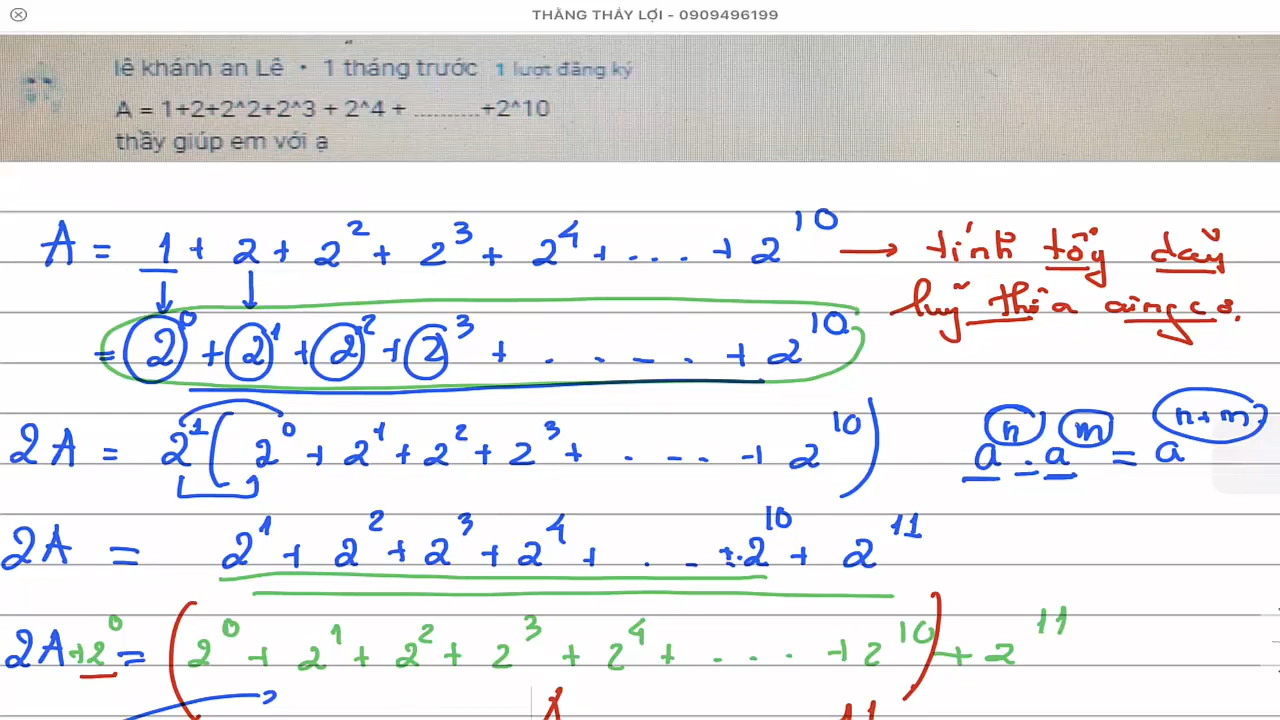 THẦNG THẦY LỢI - 0909496199
lê khánh an Lê • 1 tháng trước 1 lượt đăng ký
A = 1+2+2^2+2^3 + 2^4 + ..........+2^10
thầy giúp em với ạ
A = 1 + 2 + 2² + 2³ + 2⁴ + ... + 2¹⁰ → tính tổng dãy
lũy thừa cùng cơ số.
= 2⁰ + 2¹ + 2² + 2³ + . . . . + 2¹⁰
2A = 2¹( 2⁰ + 2¹ + 2² + 2³ + . . . . + 2¹⁰ ) aⁿ . aᵐ = aⁿ⁺ᵐ
2A = 2¹ + 2² + 2³ + 2⁴ + . . . + 2¹⁰ + 2¹¹
2A + 2⁰ = ( 2⁰ + 2¹ + 2² + 2³ + 2⁴ + . . . + 2¹⁰ ) + 2¹¹